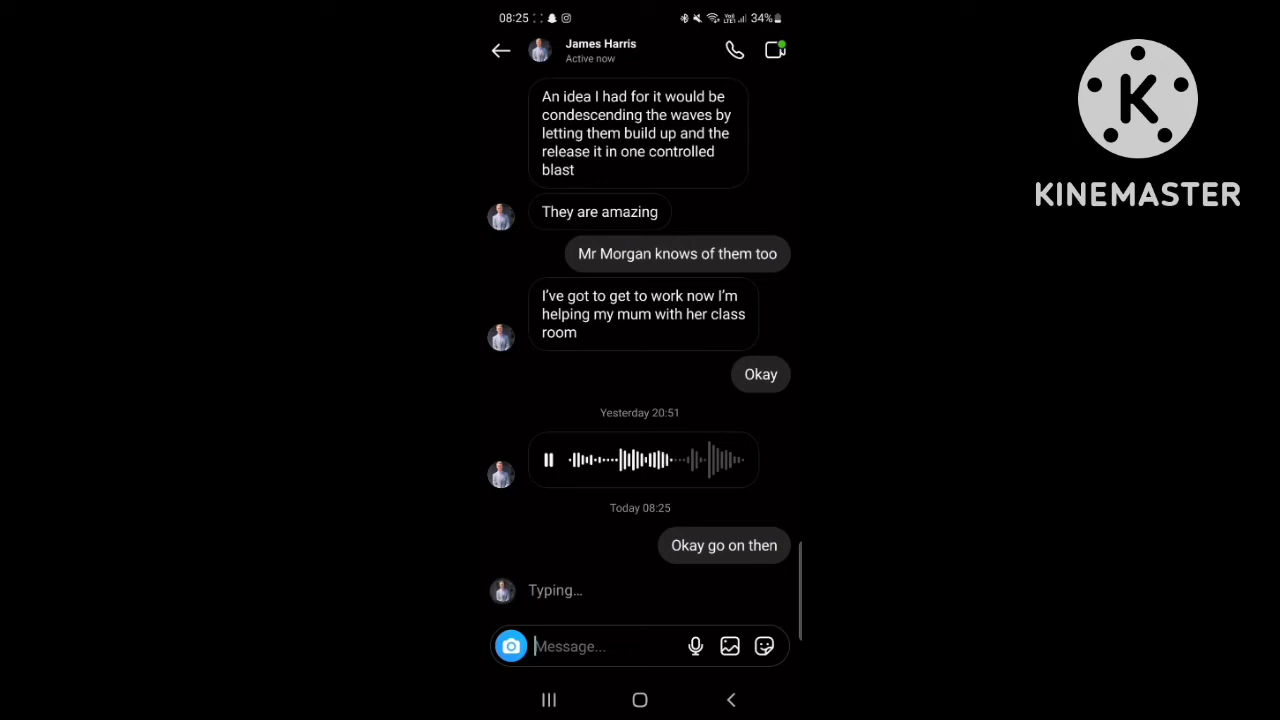 08:25
34%
James Harris
Active now
An idea I had for it would be
condescending the waves by
letting them build up and the
release it in one controlled
blast
They are amazing
Mr Morgan knows of them too
I've got to get to work now I'm
helping my mum with her class
room
Okay
Yesterday 20:51
Today 08:25
Okay go on then
Typing...
Message...
K
KINEMASTER